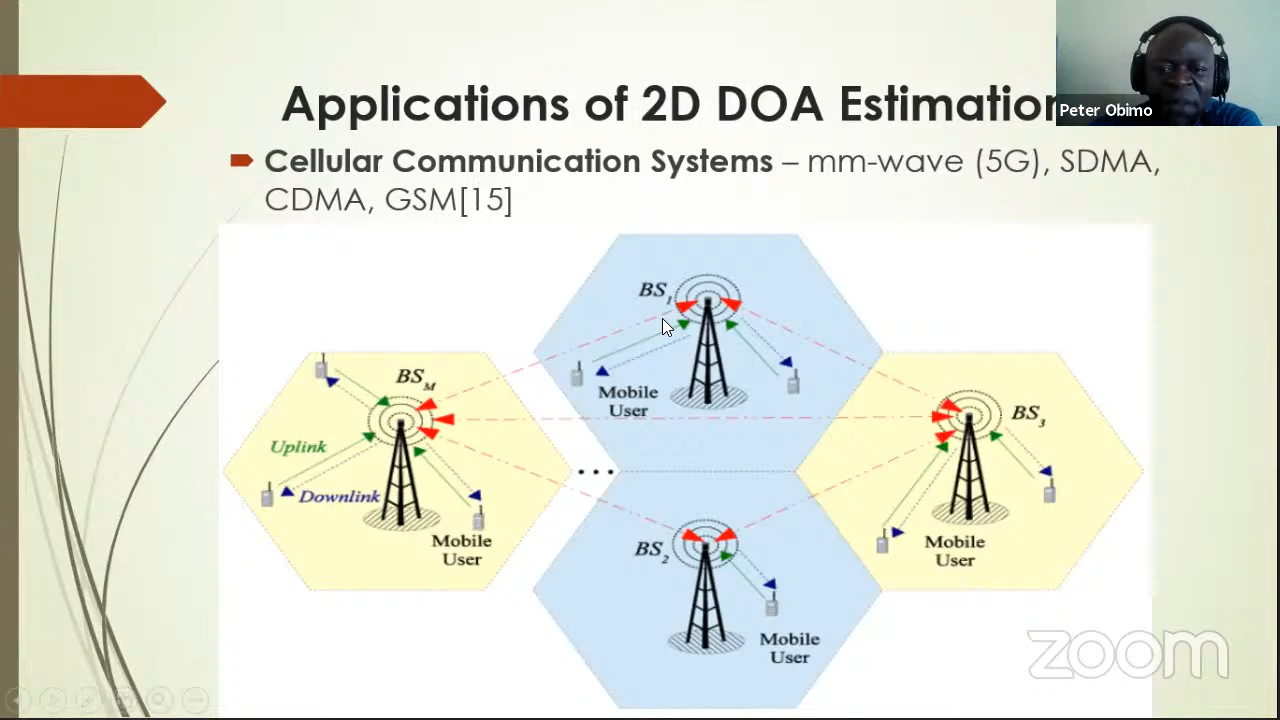 Applications of 2D DOA Estimation
Peter Obimo
Cellular Communication Systems – mm-wave (5G), SDMA,
CDMA, GSM[15]
BS1
Mobile
User
BSM
Uplink
Downlink
Mobile
User
BS3
Mobile
User
BS2
Mobile
User
zoom